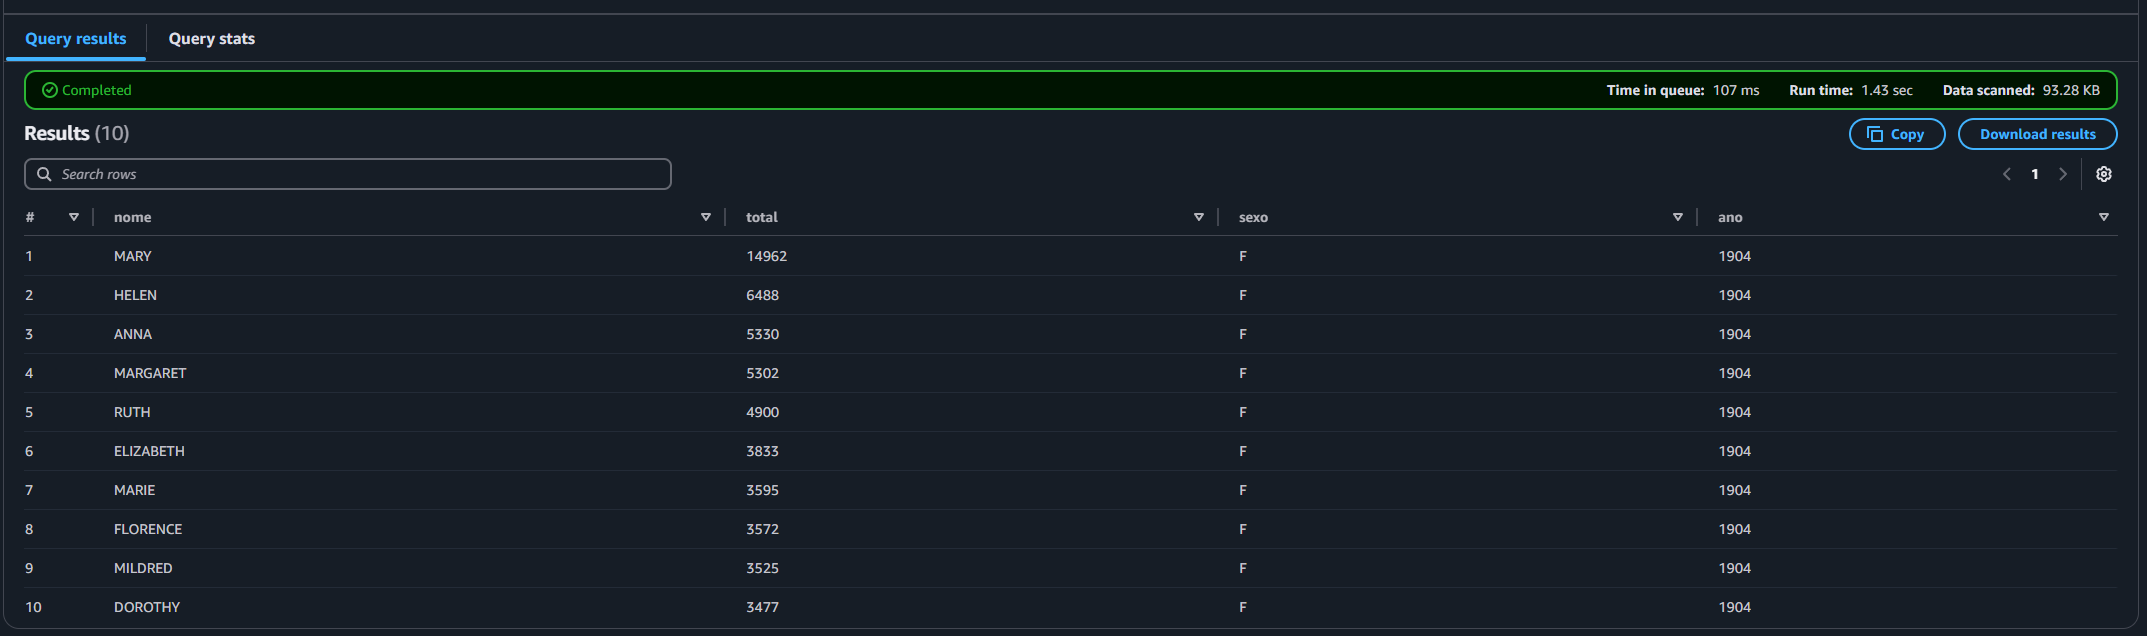 Query results Query stats
Completed Time in queue: 107 ms Run time: 1.43 sec Data scanned: 93.28 KB
Results (10) Copy Download results
Search rows 1
# nome total sexo ano
1 MARY 14962 F 1904
2 HELEN 6488 F 1904
3 ANNA 5330 F 1904
4 MARGARET 5302 F 1904
5 RUTH 4900 F 1904
6 ELIZABETH 3833 F 1904
7 MARIE 3595 F 1904
8 FLORENCE 3572 F 1904
9 MILDRED 3525 F 1904
10 DOROTHY 3477 F 1904